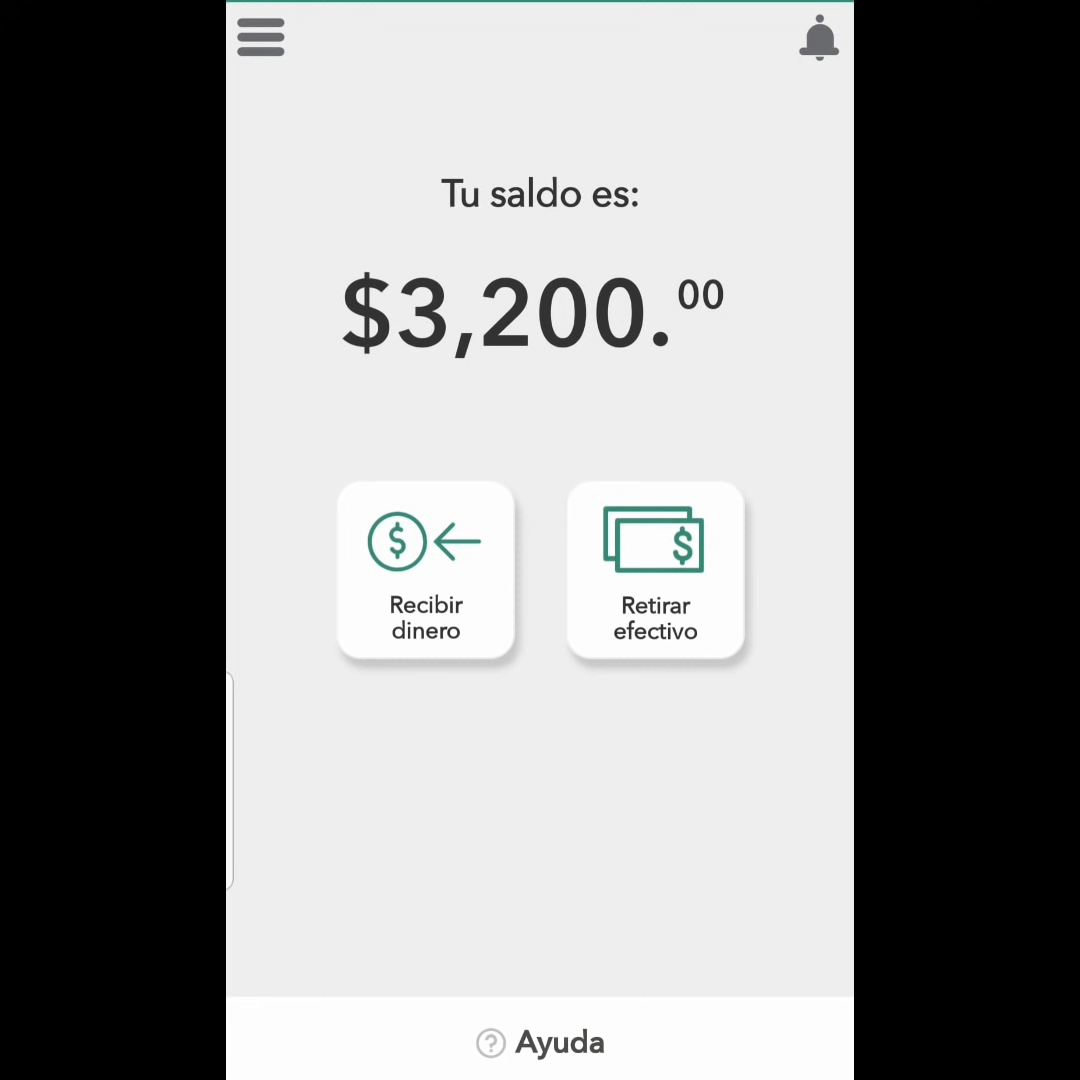 Tu saldo es:
$3,200.00
Recibir
dinero
Retirar
efectivo
Ayuda